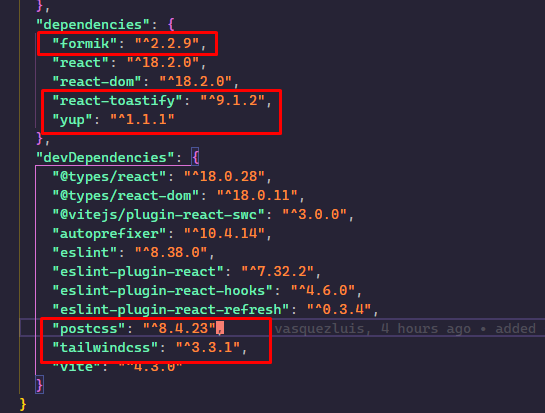 },
"dependencies": {
"formik": "^2.2.9",
"react": "^18.2.0",
"react-dom": "^18.2.0",
"react-toastify": "^9.1.2",
"yup": "^1.1.1"
},
"devDependencies": {
"@types/react": "^18.0.28",
"@types/react-dom": "^18.0.11",
"@vitejs/plugin-react-swc": "^3.0.0",
"autoprefixer": "^10.4.14",
"eslint": "^8.38.0",
"eslint-plugin-react": "^7.32.2",
"eslint-plugin-react-hooks": "^4.6.0",
"eslint-plugin-react-refresh": "^0.3.4",
"postcss": "^8.4.23", vasquezluis, 4 hours ago • added
"tailwindcss": "^3.3.1",
"vite": "^4.3.0"
}
}